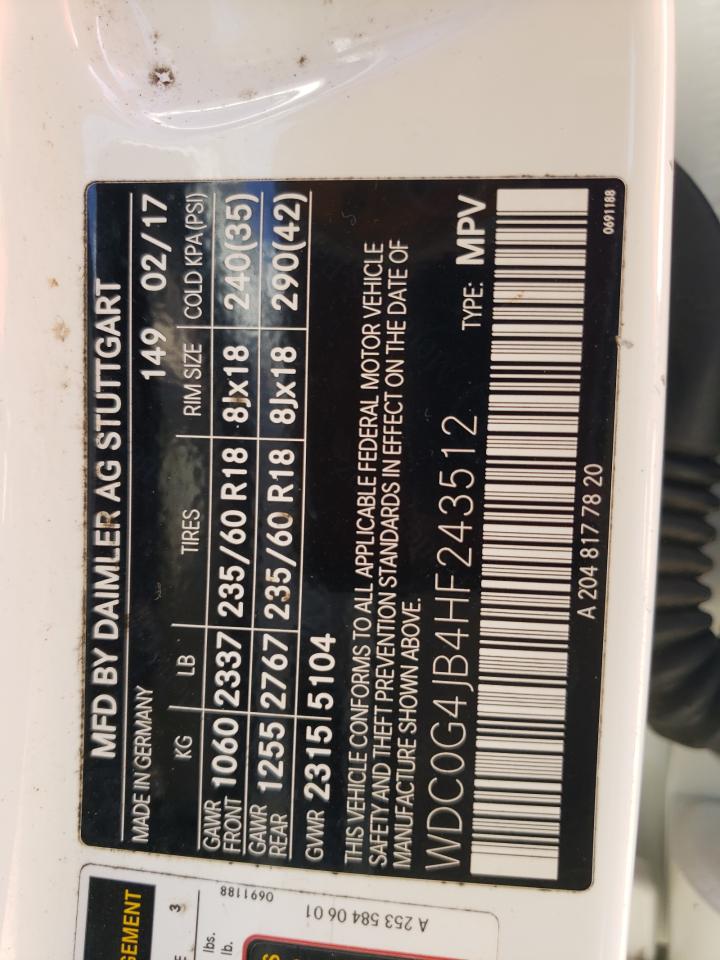 MFD BY DAIMLER AG STUTTGART
MADE IN GERMANY 149 02/17
KG LB TIRES RIM SIZE COLD KPA(PSI)
GAWR FRONT 1060 2337 235/60 R18 8Jx18 240(35)
GAWR REAR 1255 2767 235/60 R18 8Jx18 290(42)
GVWR 2315 5104
THIS VEHICLE CONFORMS TO ALL APPLICABLE FEDERAL MOTOR VEHICLE
SAFETY AND THEFT PREVENTION STANDARDS IN EFFECT ON THE DATE OF
MANUFACTURE SHOWN ABOVE.
WDC0G4JB4HF243512 TYPE: MPV
A 204 817 78 20
0691188
GEMENT
3
lbs.
lb.
0691188
A 253 584 06 01